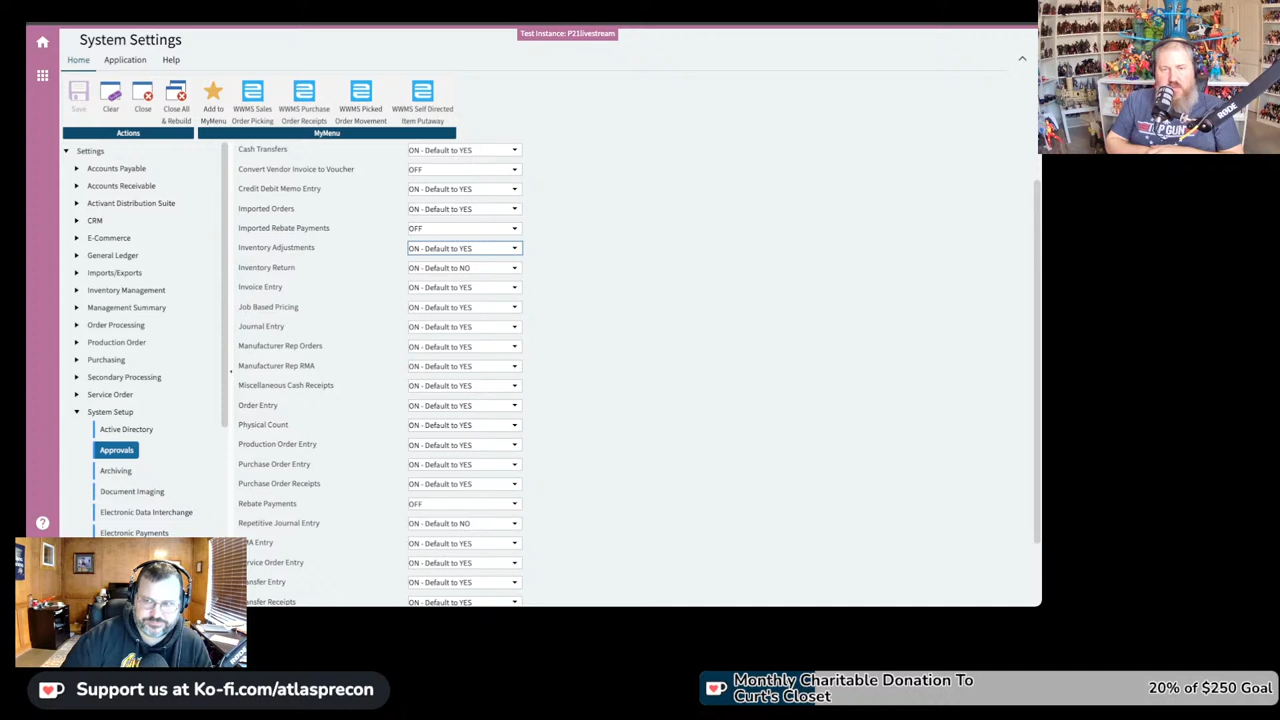 System Settings
Test Instance: P21livestream
Home
Application
Help
Save
Clear
Close
Close All
& Rebuild
Add to
MyMenu
WWMS Sales
Order Picking
WWMS Purchase
Order Receipts
WWMS Picked
Order Movement
WWMS Self Directed
Item Putaway
Actions
MyMenu
Settings
Accounts Payable
Accounts Receivable
Activant Distribution Suite
CRM
E-Commerce
General Ledger
Imports/Exports
Inventory Management
Management Summary
Order Processing
Production Order
Purchasing
Secondary Processing
Service Order
System Setup
Active Directory
Approvals
Archiving
Document Imaging
Electronic Data Interchange
Electronic Payments
Cash Transfers ON - Default to YES
Convert Vendor Invoice to Voucher OFF
Credit Debit Memo Entry ON - Default to YES
Imported Orders ON - Default to YES
Imported Rebate Payments OFF
Inventory Adjustments ON - Default to YES
Inventory Return ON - Default to NO
Invoice Entry ON - Default to YES
Job Based Pricing ON - Default to YES
Journal Entry ON - Default to YES
Manufacturer Rep Orders ON - Default to YES
Manufacturer Rep RMA ON - Default to YES
Miscellaneous Cash Receipts ON - Default to YES
Order Entry ON - Default to YES
Physical Count ON - Default to YES
Production Order Entry ON - Default to YES
Purchase Order Entry ON - Default to YES
Purchase Order Receipts ON - Default to YES
Rebate Payments OFF
Repetitive Journal Entry ON - Default to NO
Entry ON - Default to YES
Order Entry ON - Default to YES
Entry ON - Default to YES
Receipts ON - Default to YES
RODE
TOP GUN
Support us at Ko-fi.com/atlasprecon
Monthly Charitable Donation To
Curt's Closet
20% of $250 Goal